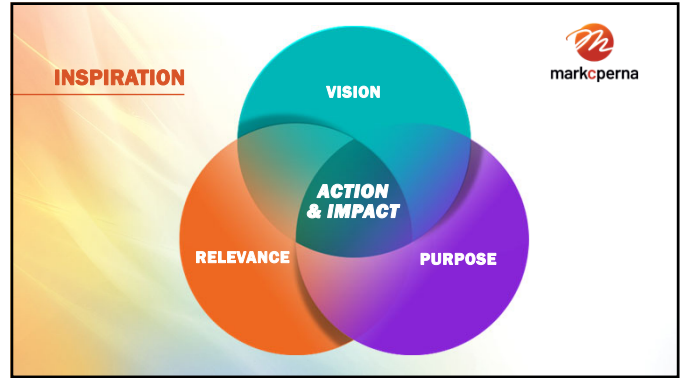 INSPIRATION
markcperna
VISION
ACTION
& IMPACT
RELEVANCE
PURPOSE